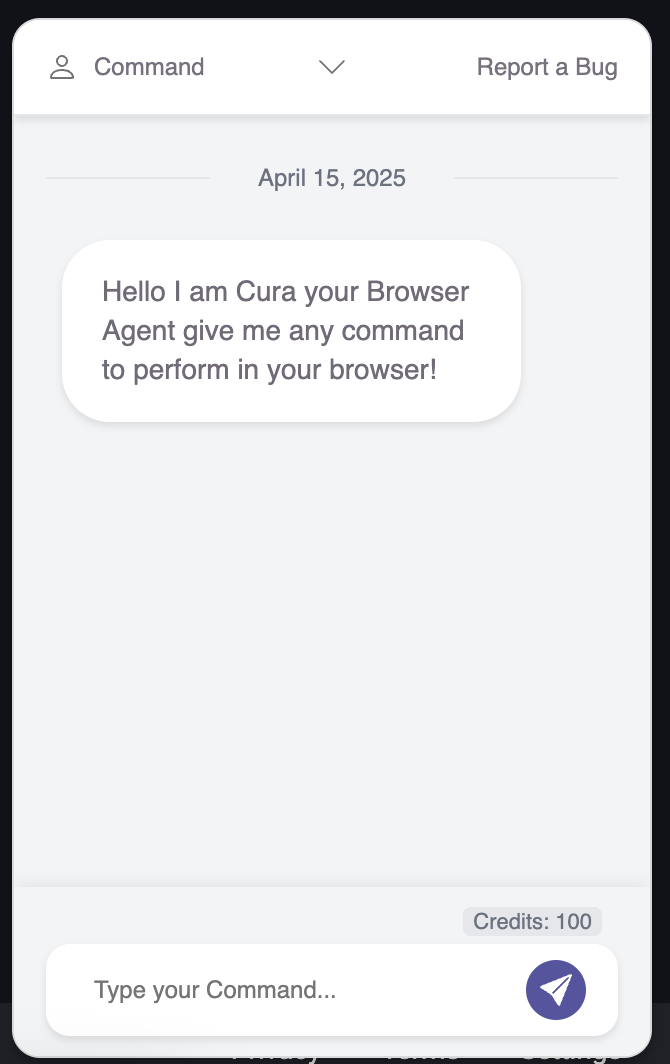 Command
Report a Bug
April 15, 2025
Hello I am Cura your Browser
Agent give me any command
to perform in your browser!
Credits: 100
Type your Command...